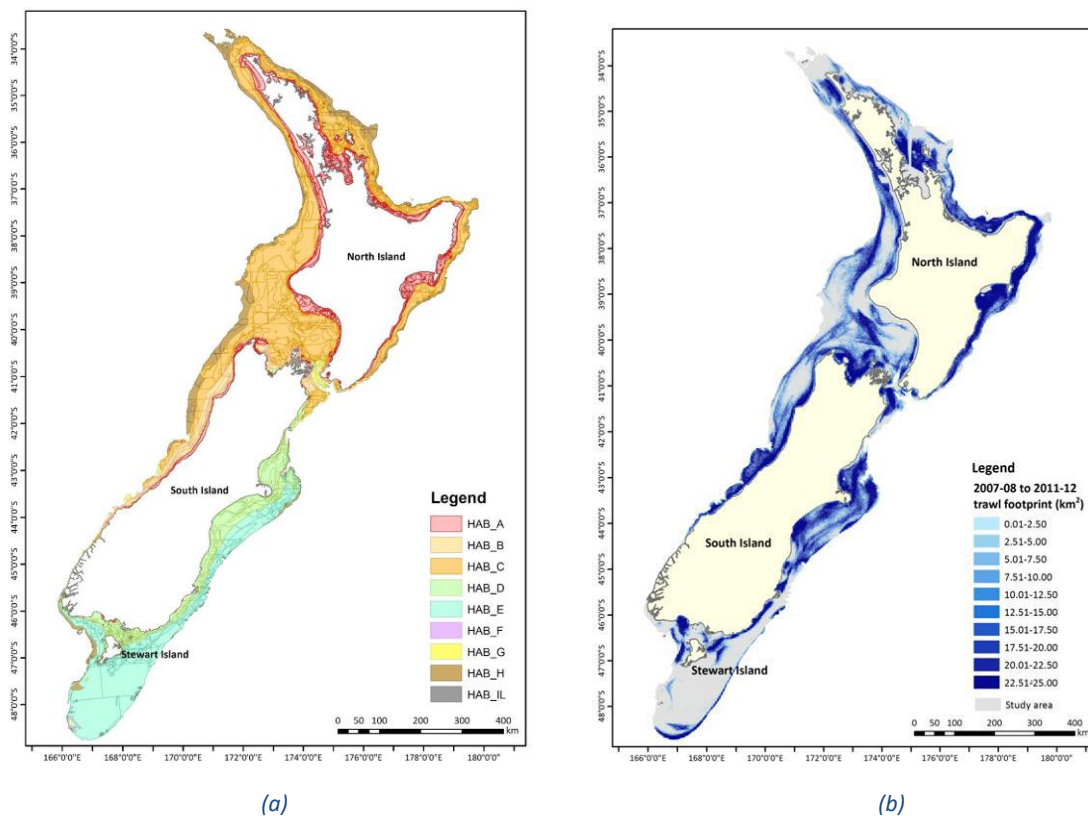 34°0'0"S
35°0'0"S
36°0'0"S
37°0'0"S
38°0'0"S
39°0'0"S
40°0'0"S
41°0'0"S
42°0'0"S
43°0'0"S
44°0'0"S
45°0'0"S
46°0'0"S
47°0'0"S
48°0'0"S
North Island
South Island
Stewart Island
Legend
HAB_A
HAB_B
HAB_C
HAB_D
HAB_E
HAB_F
HAB_G
HAB_H
HAB_IL
0 50 100 200 300 400
km
166°0'0"E 168°0'0"E 170°0'0"E 172°0'0"E 174°0'0"E 176°0'0"E 178°0'0"E 180°0'0"
(a)
34°0'0"S
35°0'0"S
36°0'0"S
37°0'0"S
38°0'0"S
39°0'0"S
40°0'0"S
41°0'0"S
42°0'0"S
43°0'0"S
44°0'0"S
45°0'0"S
46°0'0"S
47°0'0"S
48°0'0"S
North Island
South Island
Stewart Island
Legend
2007-08 to 2011-12
trawl footprint (km²)
0.01-2.50
2.51-5.00
5.01-7.50
7.51-10.00
10.01-12.50
12.51-15.00
15.01-17.50
17.51-20.00
20.01-22.50
22.51-25.00
Study area
0 50 100 200 300 400
km
166°0'0"E 168°0'0"E 170°0'0"E 172°0'0"E 174°0'0"E 176°0'0"E 178°0'0"E 180°0'0"
(b)